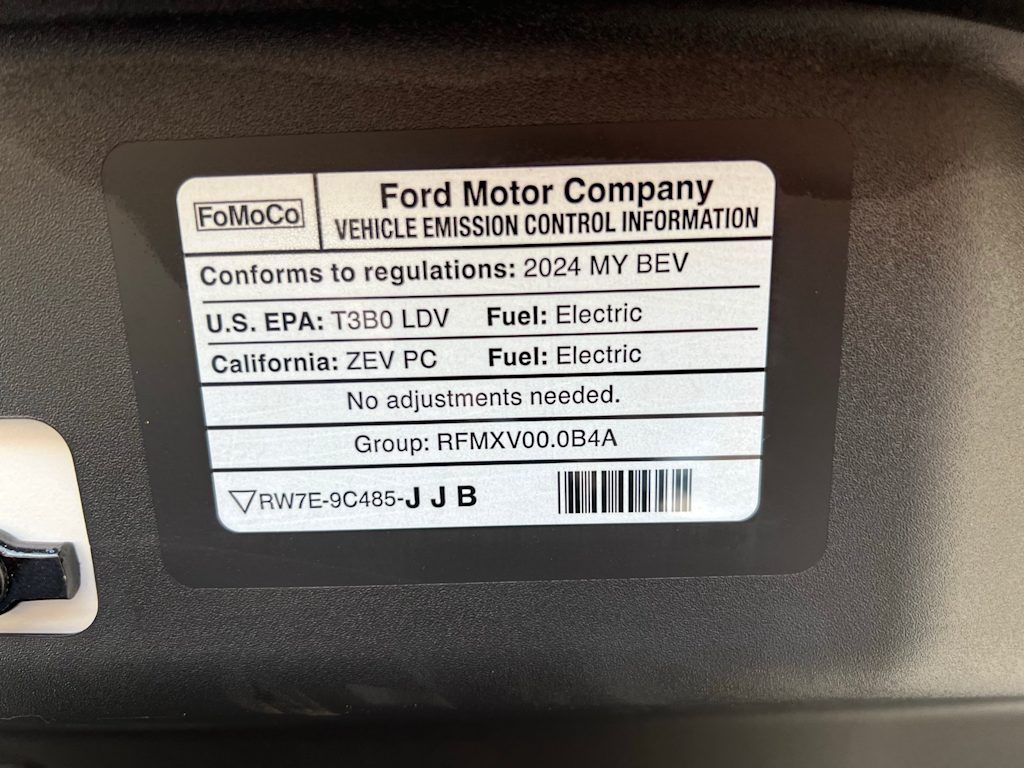 FoMoCo
Ford Motor Company
VEHICLE EMISSION CONTROL INFORMATION
Conforms to regulations: 2024 MY BEV
U.S. EPA: T3B0 LDV Fuel: Electric
California: ZEV PC Fuel: Electric
No adjustments needed.
Group: RFMXV00.0B4A
RW7E-9C485-JJB